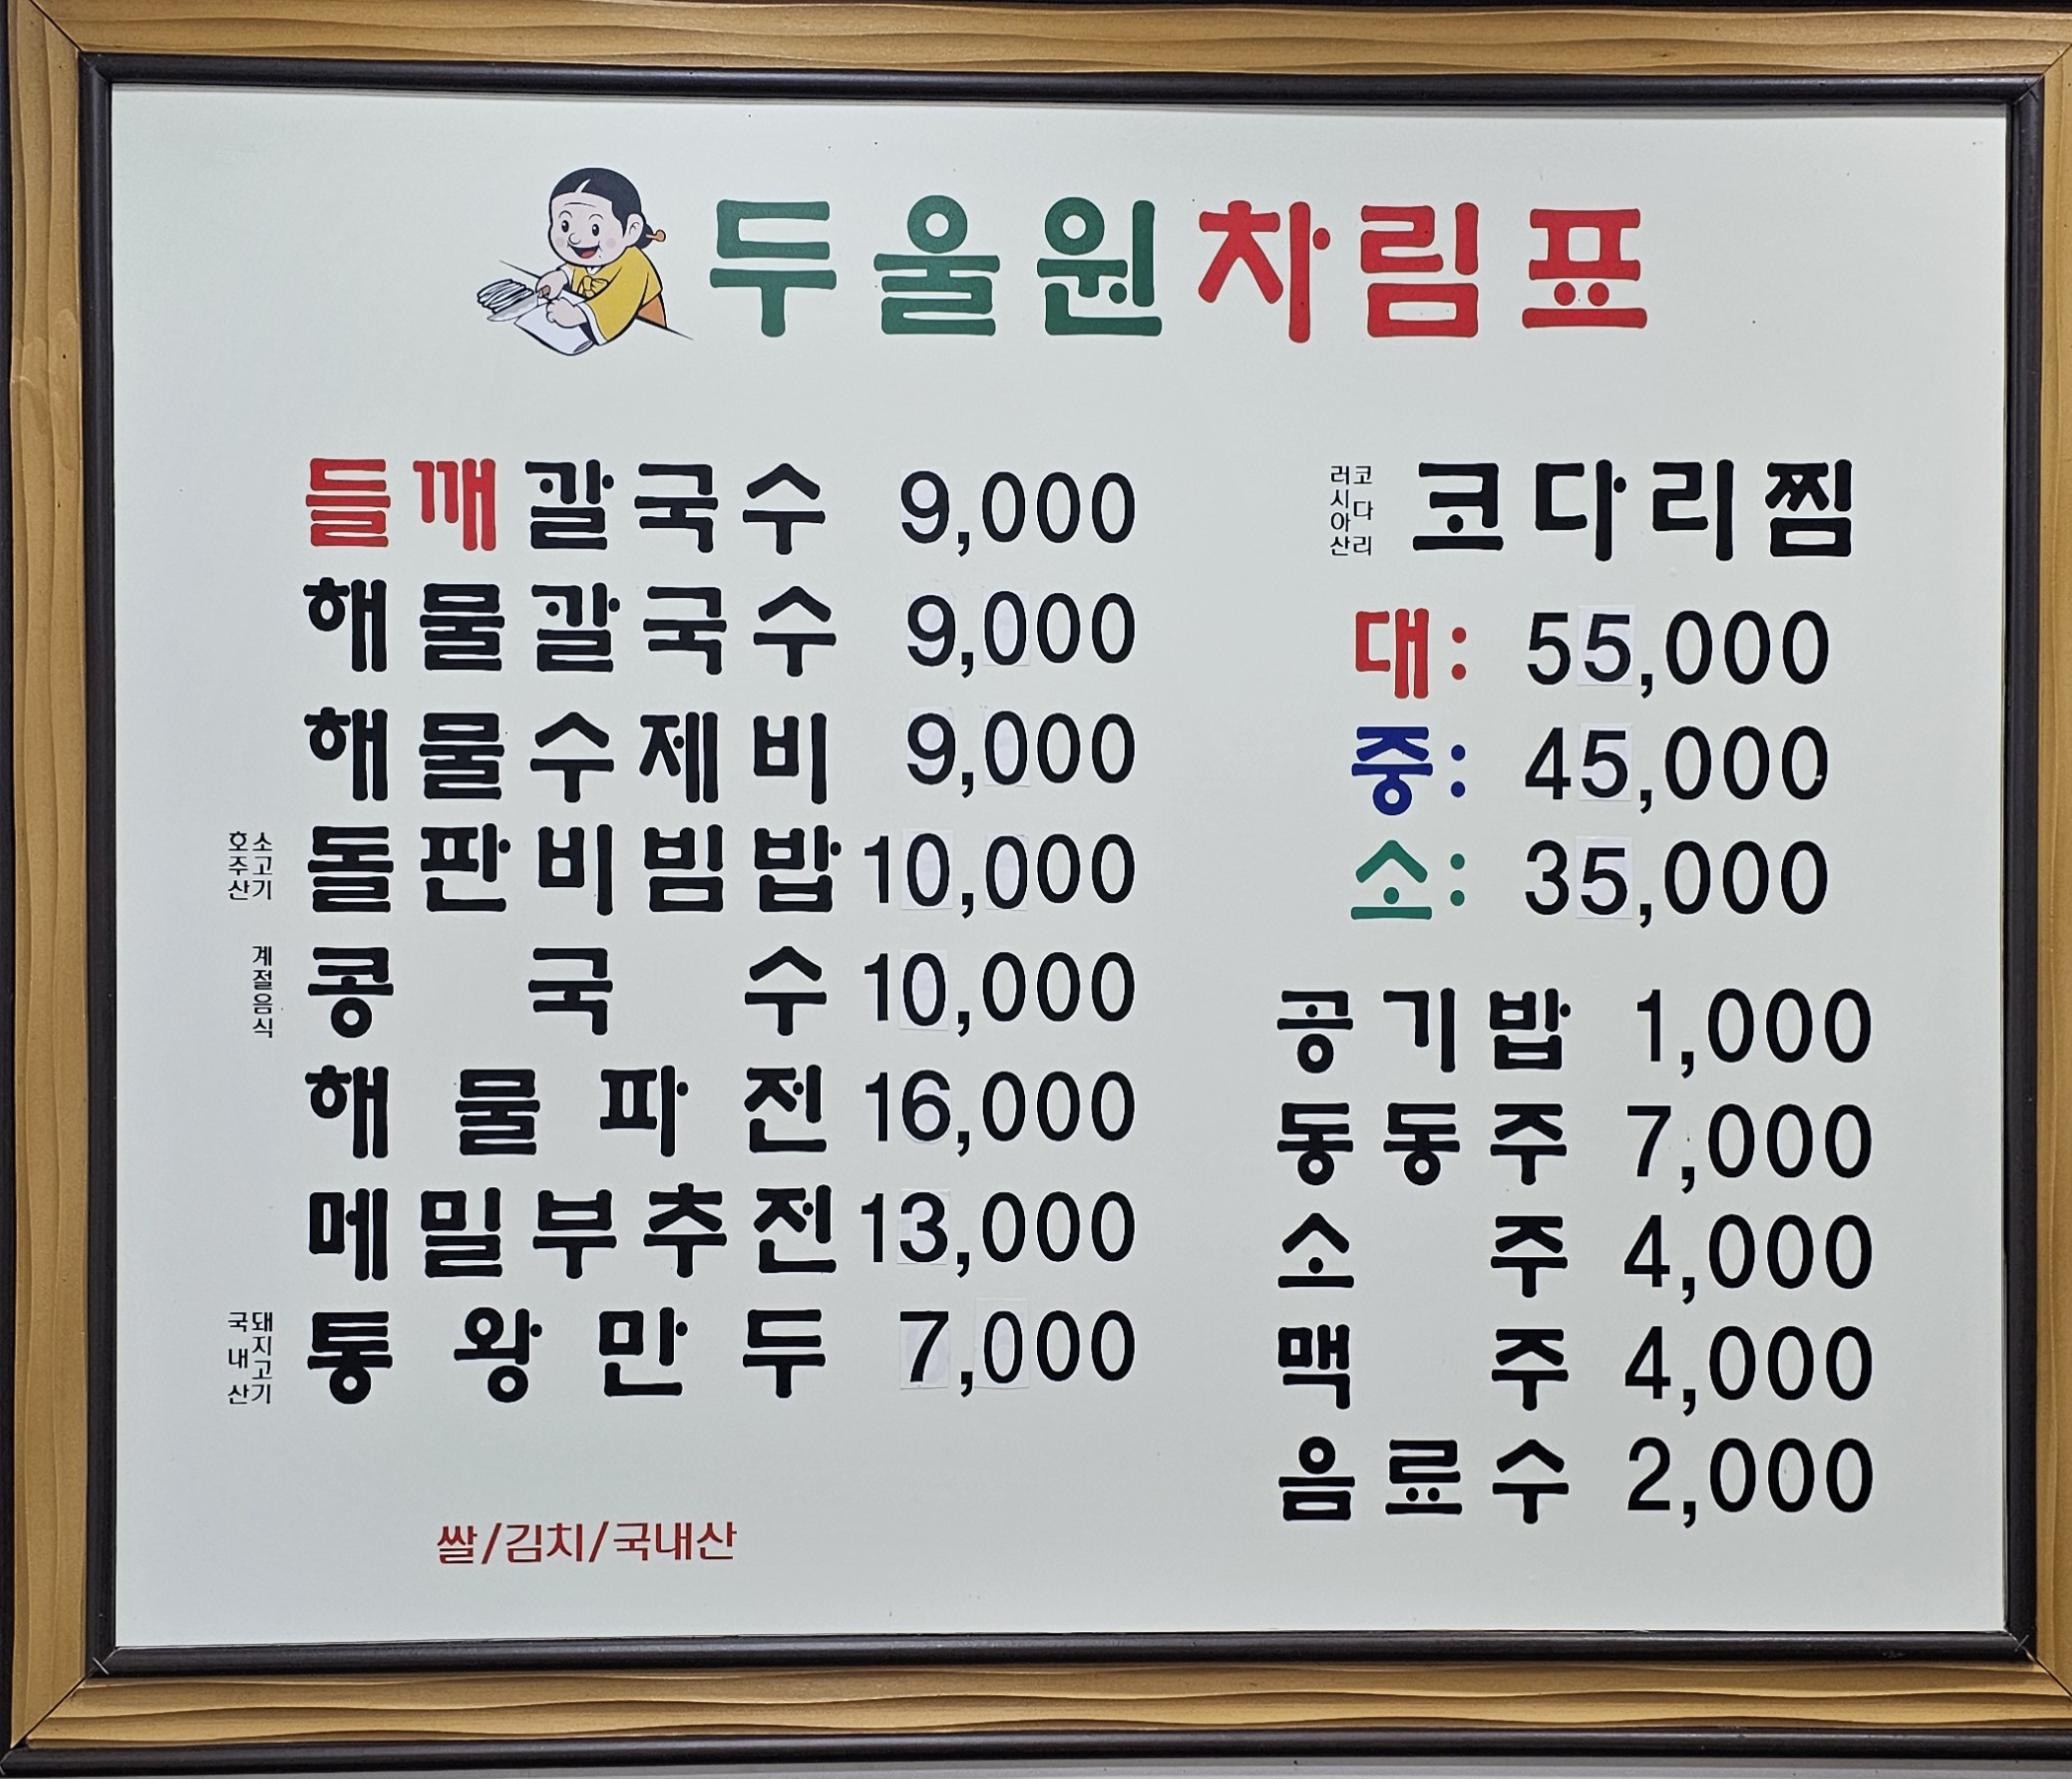 두울원차림표
들깨칼국수 9,000
해물칼국수 9,000
해물수제비 9,000
소고기
호주산
돌판비빔밥 10,000
계절음식
콩국수 10,000
해물파전 16,000
메밀부추전 13,000
돼지고기
국내산
통왕만두 7,000
쌀/김치/국내산
코다리
러시아산
코다리찜
대: 55,000
중: 45,000
소: 35,000
공기밥 1,000
동동주 7,000
소주 4,000
맥주 4,000
음료수 2,000